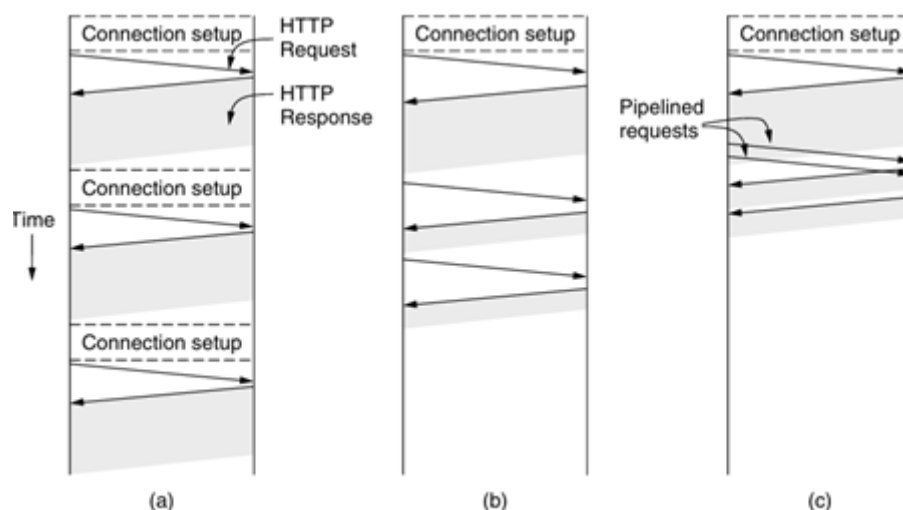 Connection setup
HTTP
Request
HTTP
Response
Connection setup
Time
Connection setup
(a)
Connection setup
(b)
Connection setup
Pipelined
requests
(c)